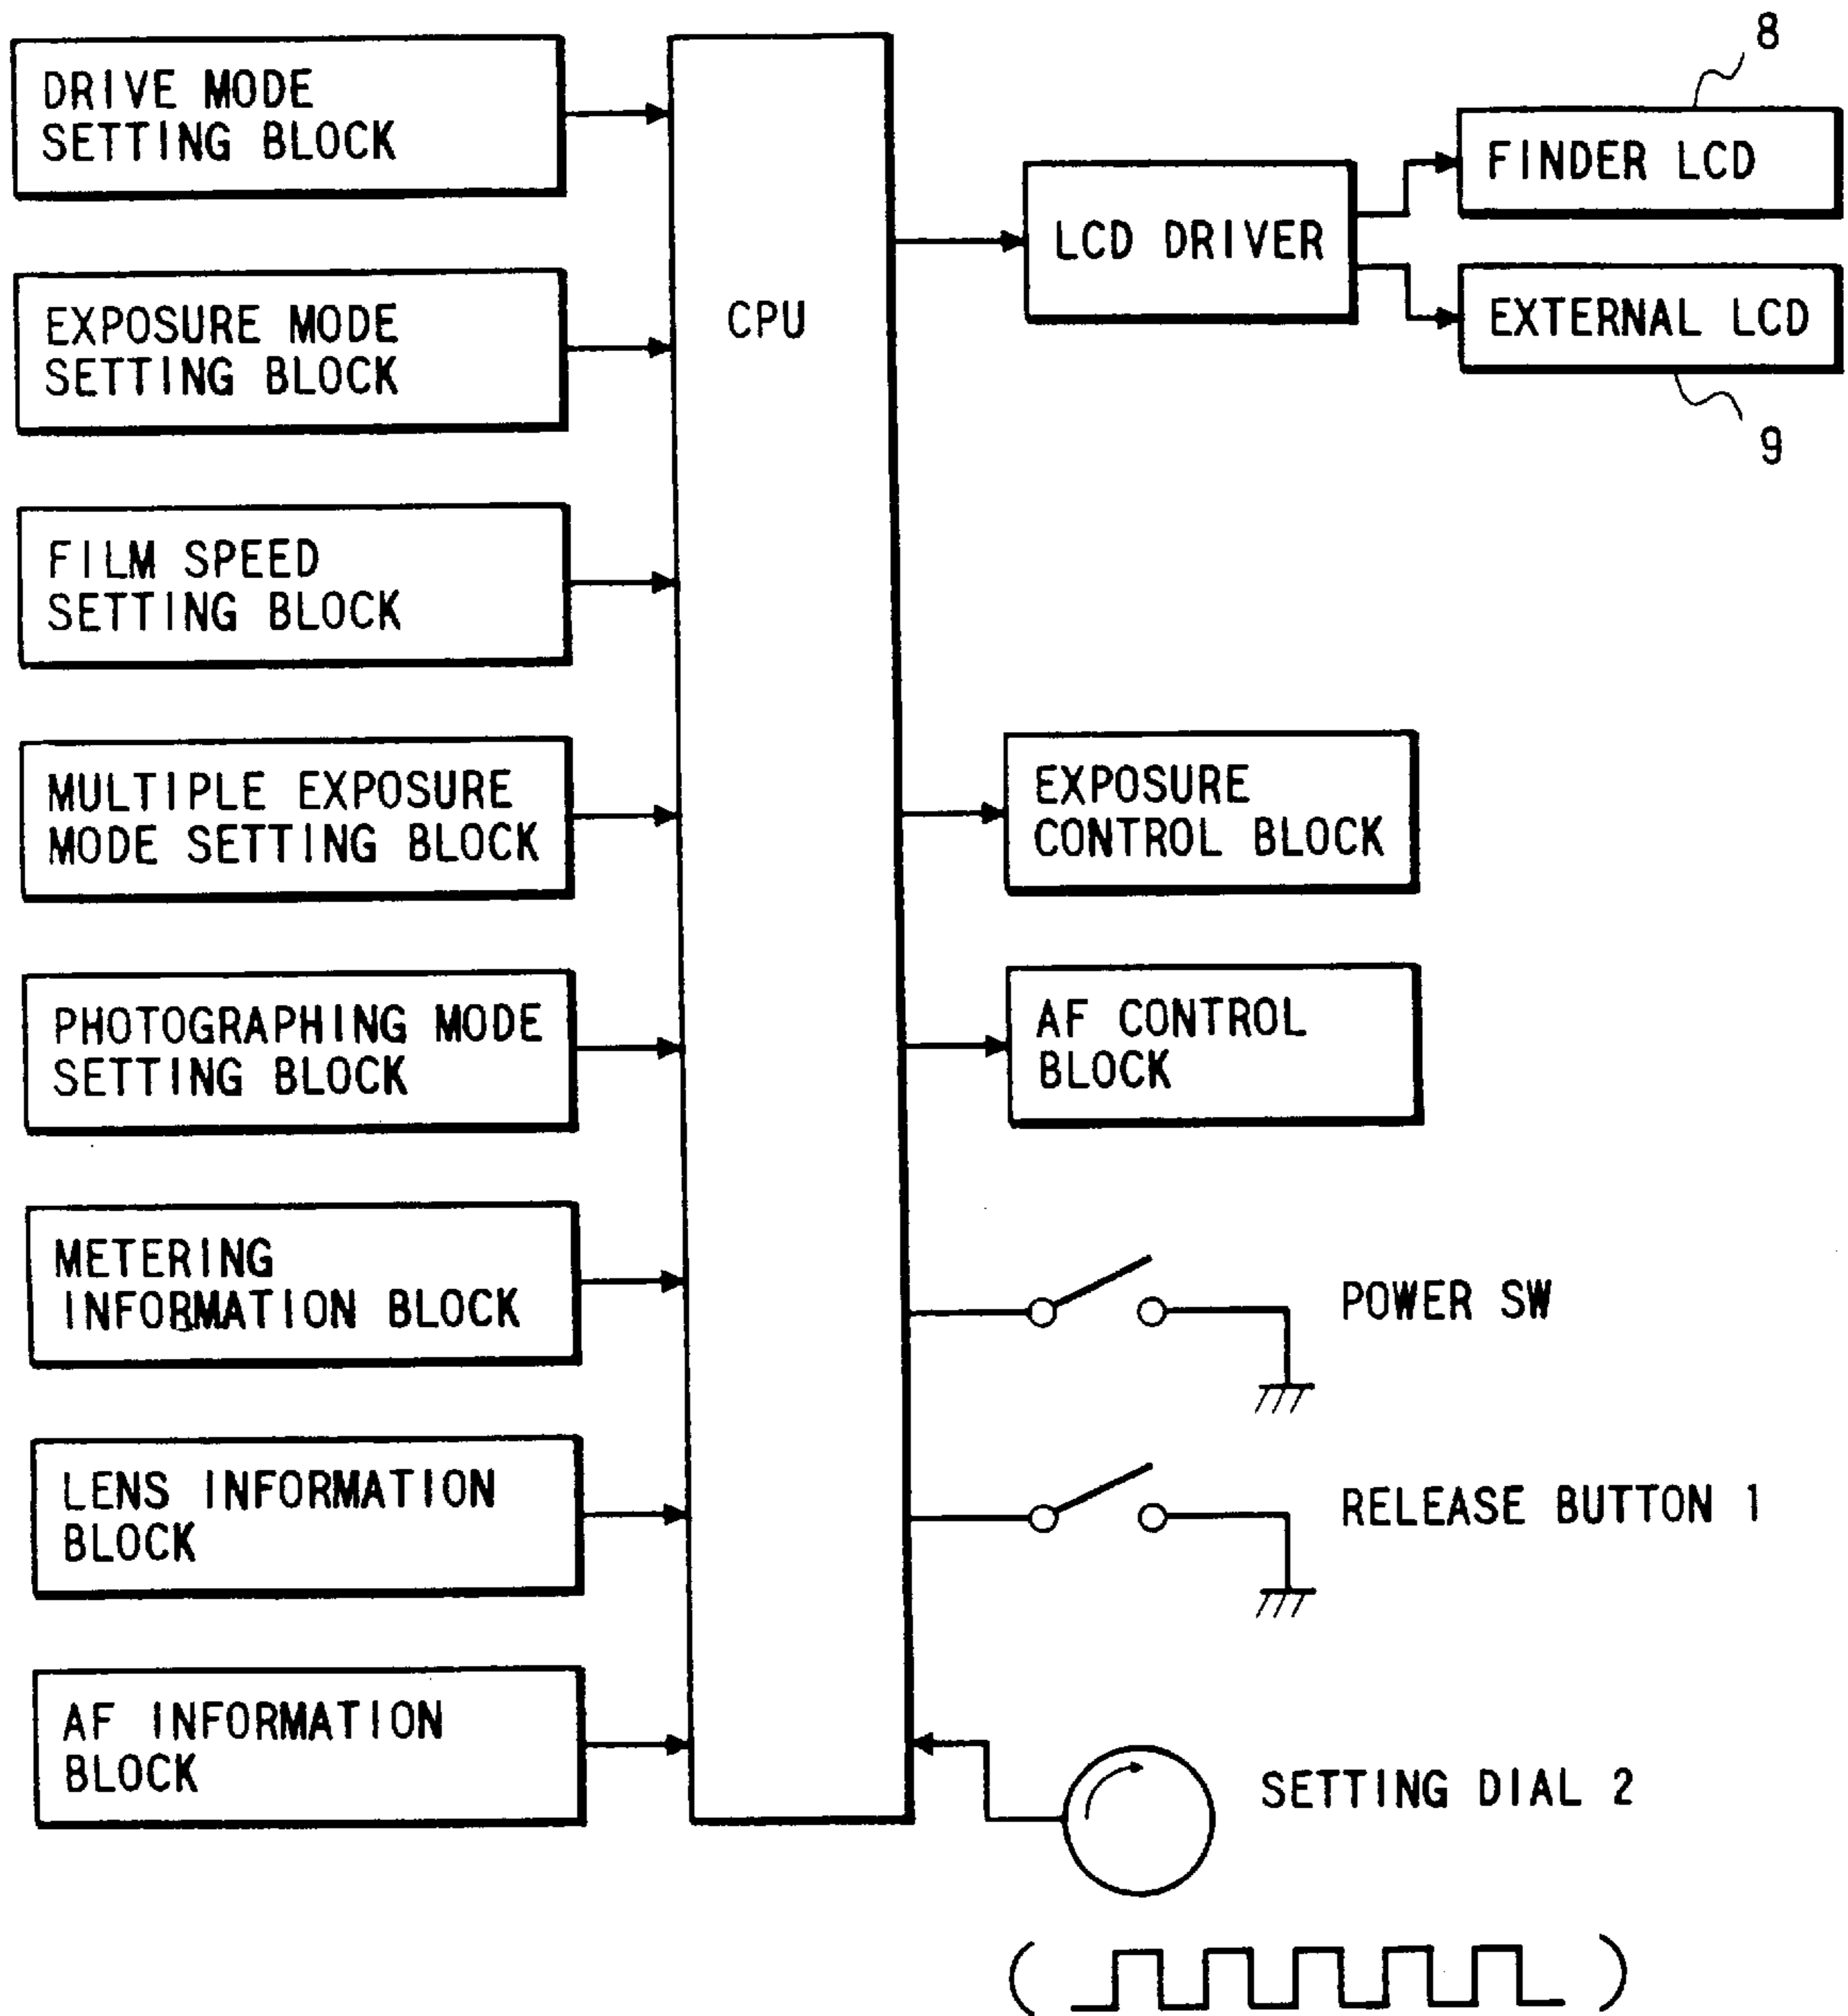 DRIVE MODE
SETTING BLOCK
EXPOSURE MODE
SETTING BLOCK
FILM SPEED
SETTING BLOCK
MULTIPLE EXPOSURE
MODE SETTING BLOCK
PHOTOGRAPHING MODE
SETTING BLOCK
METERING
INFORMATION BLOCK
LENS INFORMATION
BLOCK
AF INFORMATION
BLOCK
CPU
LCD DRIVER
8
FINDER LCD
EXTERNAL LCD
9
EXPOSURE
CONTROL BLOCK
AF CONTROL
BLOCK
POWER SW
RELEASE BUTTON 1
SETTING DIAL 2